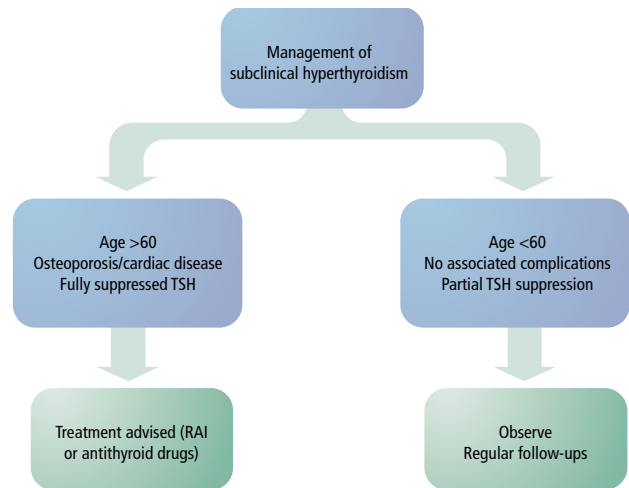 Management of
subclinical hyperthyroidism
Age >60
Osteoporosis/cardiac disease
Fully suppressed TSH
Age <60
No associated complications
Partial TSH suppression
Treatment advised (RAI
or antithyroid drugs)
Observe
Regular follow-ups